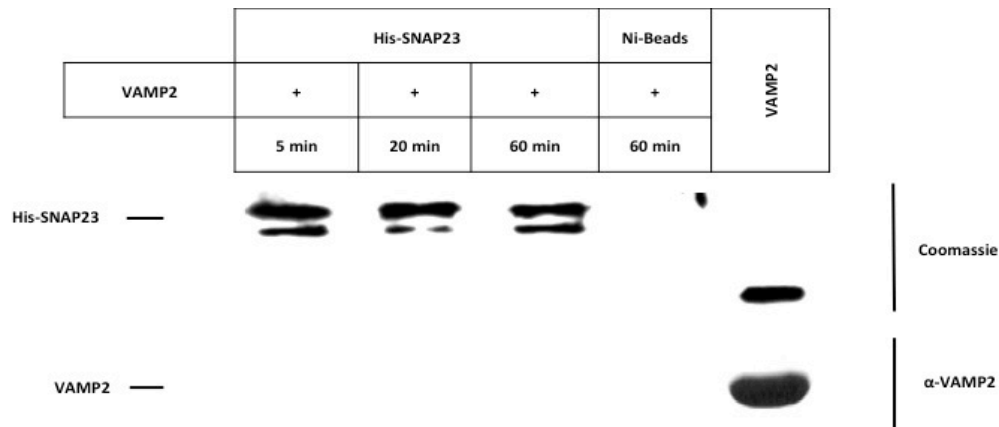 His-SNAP23 Ni-Beads VAMP2
VAMP2 + + + +
5 min 20 min 60 min 60 min
His-SNAP23
Coomassie
VAMP2
α-VAMP2